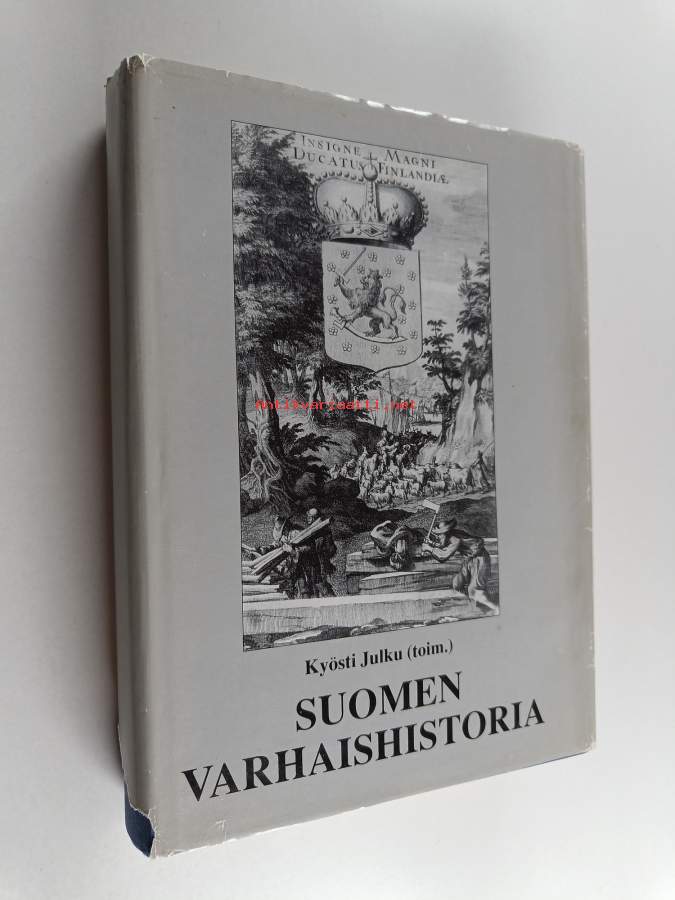 INSIGNE MAGNI
DUCATUS FINLANDIÆ
antikvariaatti.net
Kyösti Julku (toim.)
SUOMEN
VARHAISHISTORIA